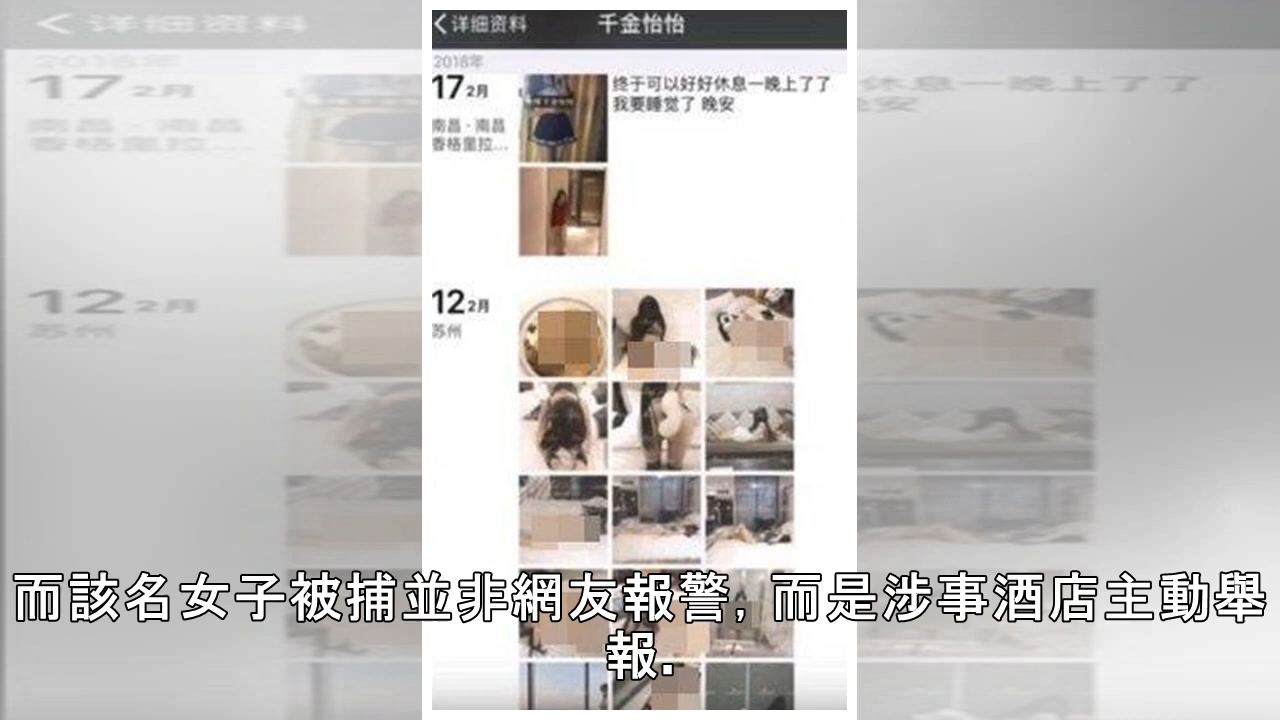 详细资料
千金怡怡
2018年
17 2月
终于可以好好休息一晚上了了
我要睡觉了 晚安
南昌 · 南昌
香格里拉...
12 2月
苏州
而該名女子被捕並非網友報警, 而是涉事酒店主動舉
報.